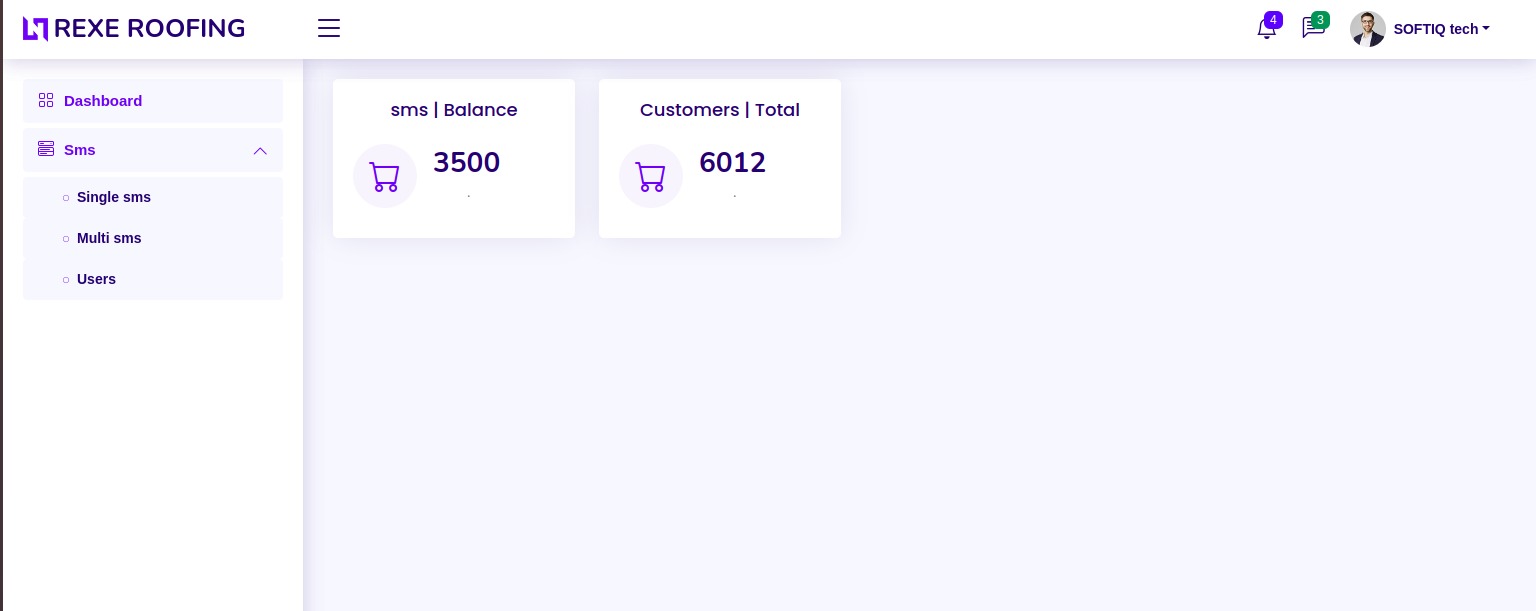 REXE ROOFING
4
3
SOFTIQ tech
Dashboard
Sms
Single sms
Multi sms
Users
sms | Balance
3500
.
Customers | Total
6012
.